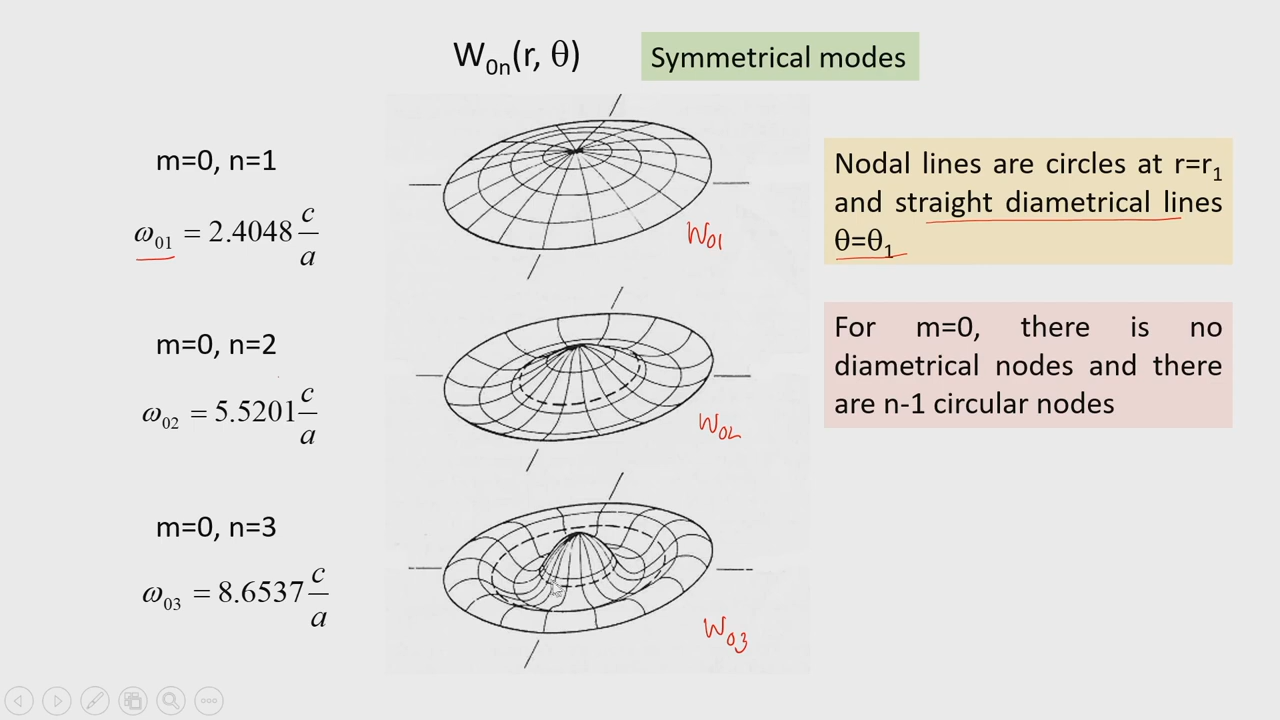 W0n(r, θ)
Symmetrical modes
m=0, n=1
ω01 = 2.4048 c/a
W01
Nodal lines are circles at r=r1
and straight diametrical lines
θ=θ1
m=0, n=2
ω02 = 5.5201 c/a
W02
For m=0, there is no
diametrical nodes and there
are n-1 circular nodes
m=0, n=3
ω03 = 8.6537 c/a
W03